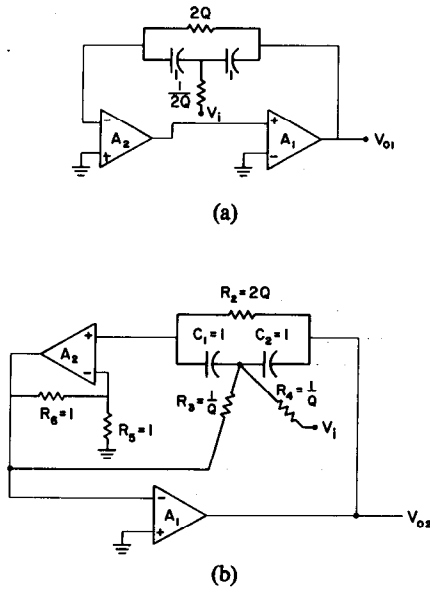 2Q
1
1
1/2Q
Vi
-
+
A2
+
-
A1
Vo1
(a)
R2=2Q
C1=1
C2=1
+
-
A2
R3=1/Q
R4=1/Q
R6=1
R5=1
Vi
-
+
A1
Vo2
(b)